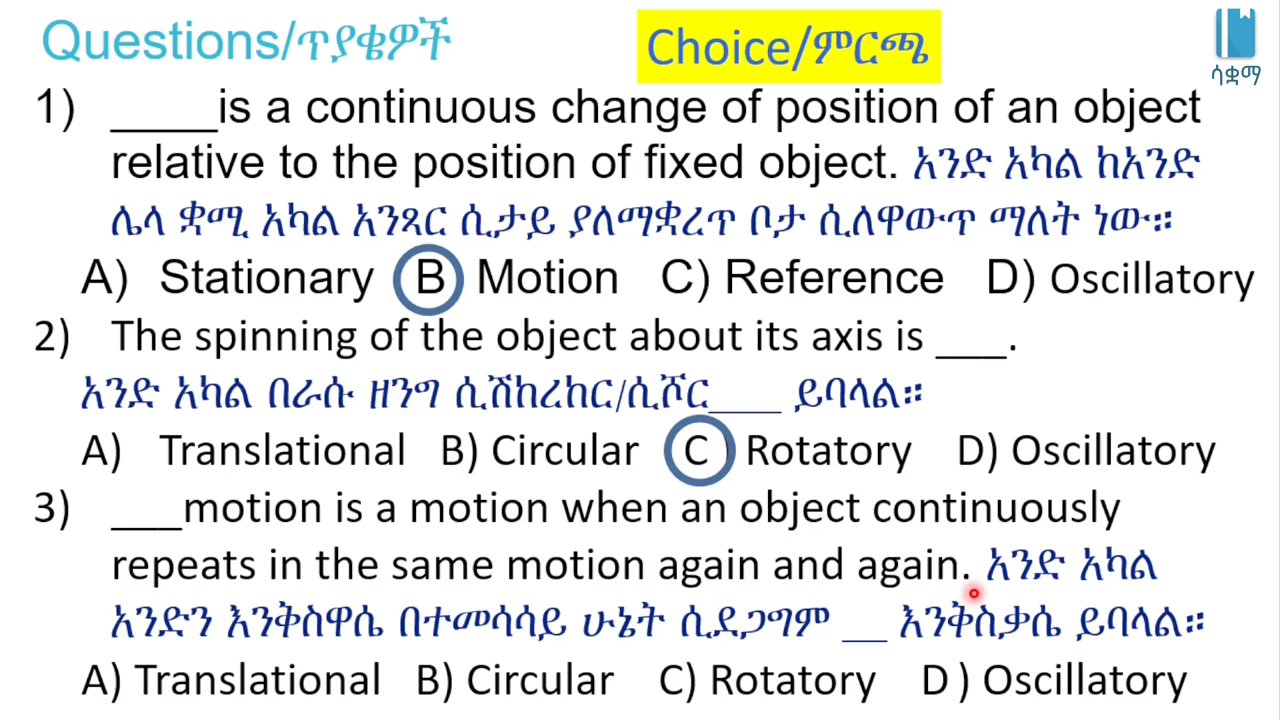 Questions/ጥያቄዎች
Choice/ምርጫ
ሳቋማ
1) ____is a continuous change of position of an object
relative to the position of fixed object. አንድ አካል ከአንድ
ሌላ ቋሚ አካል አንጻር ሲታይ ያለማቋረጥ ቦታ ሲለዋውጥ ማለት ነው።
A) Stationary B Motion C) Reference D) Oscillatory
2) The spinning of the object about its axis is ___.
አንድ አካል በራሱ ዘንግ ሲሽከረከር/ሲሾር____ ይባላል።
A) Translational B) Circular C) Rotatory D) Oscillatory
3) ___motion is a motion when an object continuously
repeats in the same motion again and again. አንድ አካል
አንድን እንቅስዋሴ በተመሳሳይ ሁኔት ሲደጋግም __ እንቅስቃሴ ይባላል።
A) Translational B) Circular C) Rotatory D ) Oscillatory